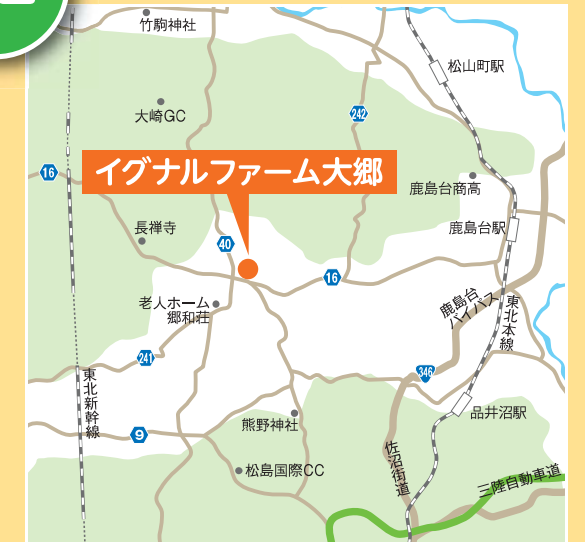 竹駒神社
松山町駅
大崎GC
242
16
イグナルファーム大郷
鹿島台商高
長禅寺
鹿島台駅
40
16
老人ホーム
郷和荘
鹿島台
バイパス
東北本線
241
346
東北新幹線
品井沼駅
熊野神社
9
佐沼街道
松島国際CC
三陸自動車道